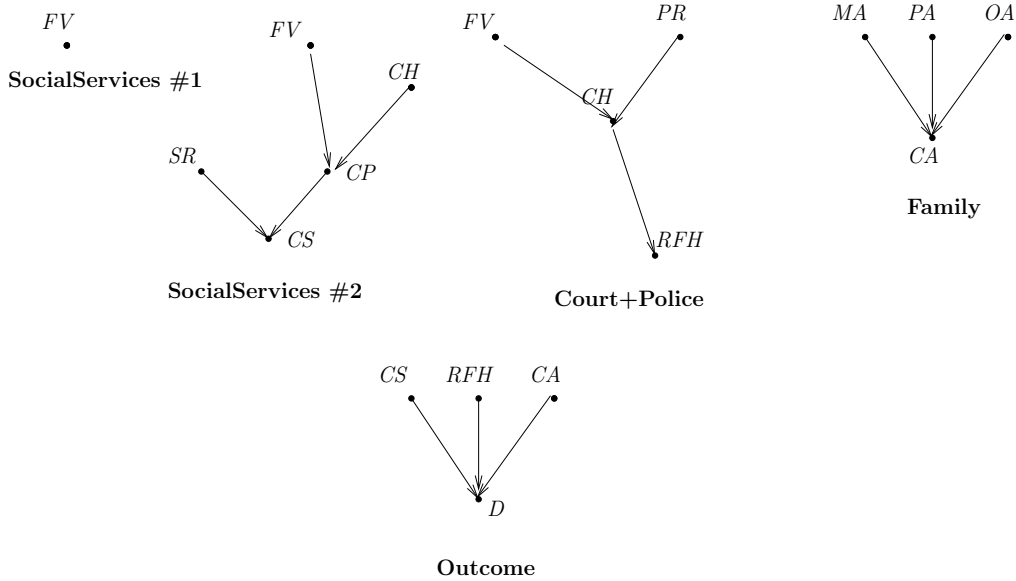 FV
SocialServices #1
FV
CH
SR
CP
CS
SocialServices #2
FV
PR
CH
RFH
Court+Police
MA PA OA
CA
Family
CS RFH CA
D
Outcome